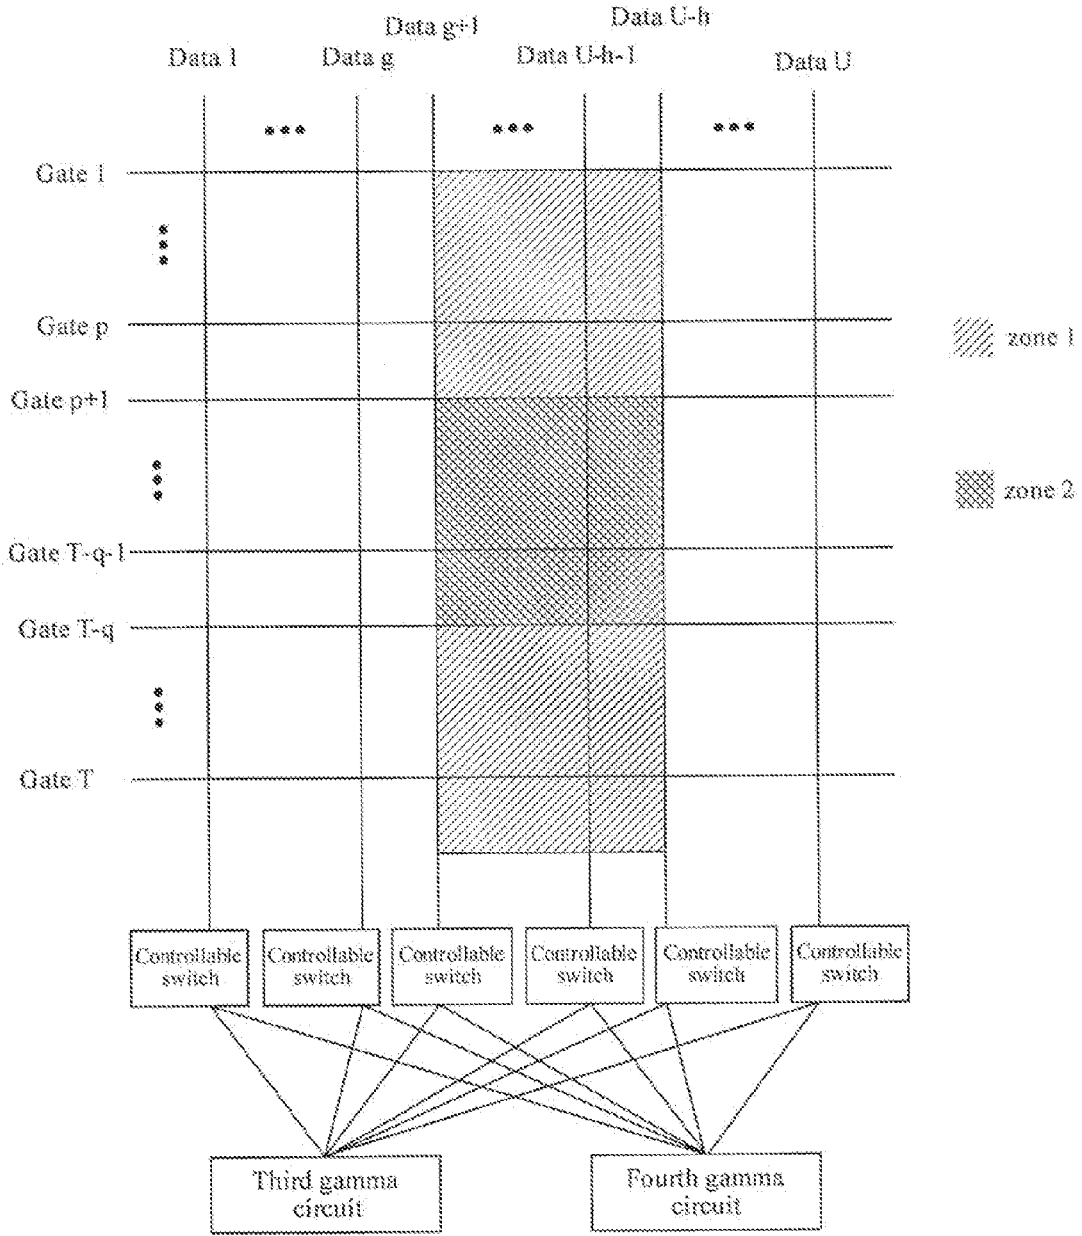 Data 1
Data g
Data g+1
Data U-h-1
Data U-h
Data U
Gate 1
Gate p
Gate p+1
Gate T-q-1
Gate T-q
Gate T
zone 1
zone 2
Controllable
switch
Controllable
switch
Controllable
switch
Controllable
switch
Controllable
switch
Controllable
switch
Third gamma
circuit
Fourth gamma
circuit